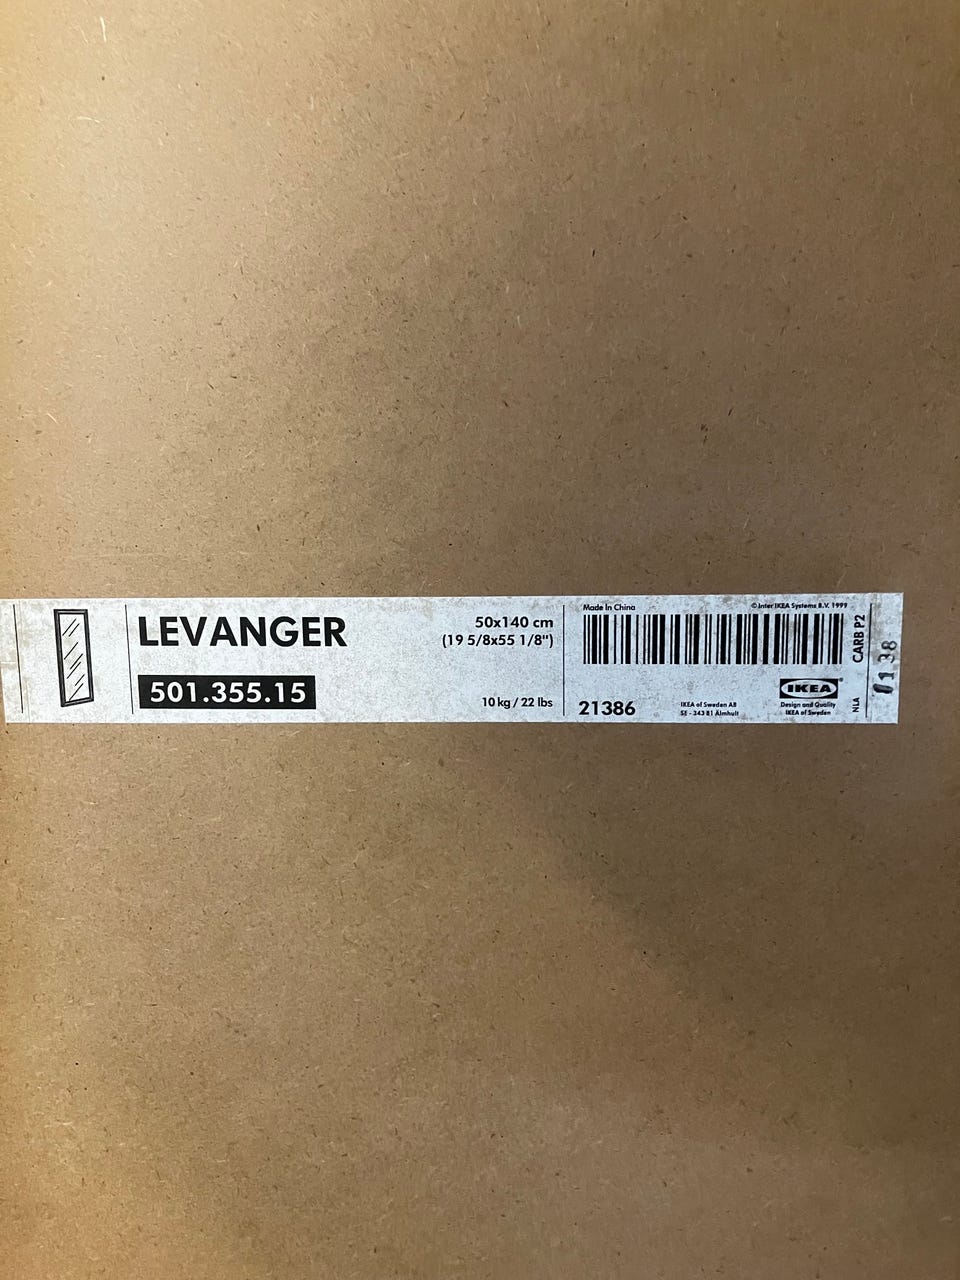 LEVANGER
501.355.15
50x140 cm
(19 5/8x55 1/8")
10 kg / 22 lbs
Made In China
© Inter IKEA Systems B.V. 1999
21386
IKEA of Sweden AB
SE - 343 81 Älmhult
IKEA®
Design and Quality
IKEA of Sweden
CARB P2
NLA
138